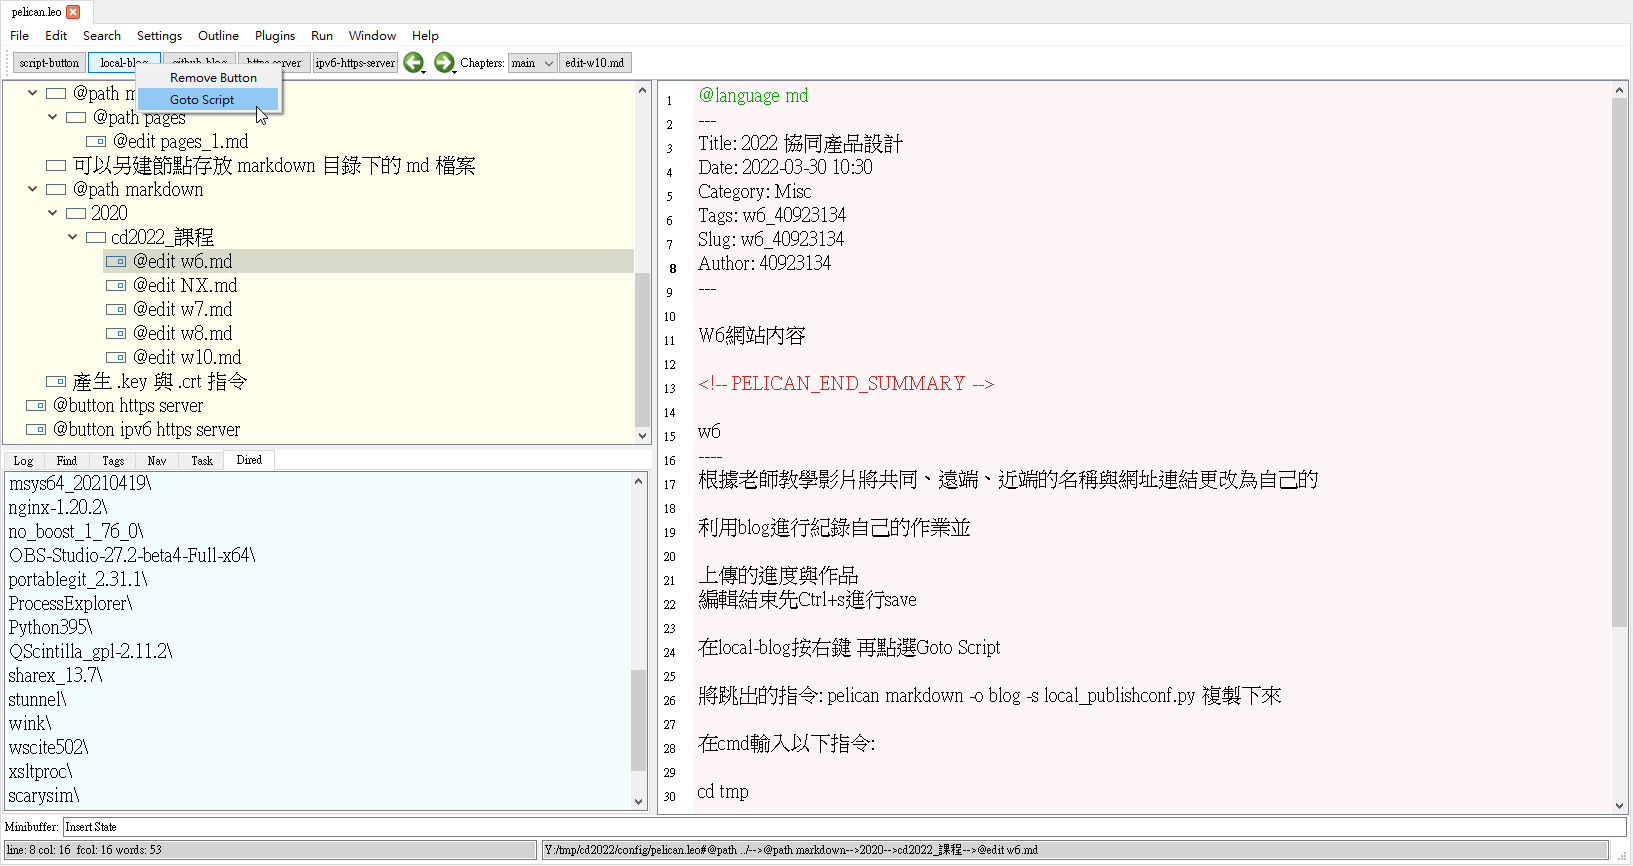 pelican.leo
File Edit Search Settings Outline Plugins Run Window Help
script-button local-blog github-blog https server ipv6-https-server Chapters: main edit-w10.md
Remove Button
Goto Script
@path m
@path pages
@edit pages_1.md
可以另建節點存放 markdown 目錄下的 md 檔案
@path markdown
2020
cd2022_課程
@edit w6.md
@edit NX.md
@edit w7.md
@edit w8.md
@edit w10.md
產生 .key 與 .crt 指令
@button https server
@button ipv6 https server
Log Find Tags Nav Task Dired
msys64_20210419\
nginx-1.20.2\
no_boost_1_76_0\
OBS-Studio-27.2-beta4-Full-x64\
portablegit_2.31.1\
ProcessExplorer\
Python395\
QScintilla_gpl-2.11.2\
sharex_13.7\
stunnel\
wink\
wscite502\
xsltproc\
scarysim\
1 @language md
2 ---
3 Title: 2022 協同產品設計
4 Date: 2022-03-30 10:30
5 Category: Misc
6 Tags: w6_40923134
7 Slug: w6_40923134
8 Author: 40923134
9 ---
10
11 W6網站内容
12
13 <!-- PELICAN_END_SUMMARY -->
14
15 w6
16 ----
17 根據老師教學影片將共同、遠端、近端的名稱與網址連結更改為自己的
18
19 利用blog進行紀錄自己的作業並
20
21 上傳的進度與作品
22 編輯結束先Ctrl+s進行save
23
24 在local-blog按右鍵 再點選Goto Script
25
26 將跳出的指令: pelican markdown -o blog -s local_publishconf.py 複製下來
27
28 在cmd輸入以下指令:
29
30 cd tmp
Minibuffer: Insert State
line: 8 col: 16 fcol: 16 words: 53
Y:/tmp/cd2022/config/pelican.leo#@path ../-->@path markdown-->2020-->cd2022_課程-->@edit w6.md